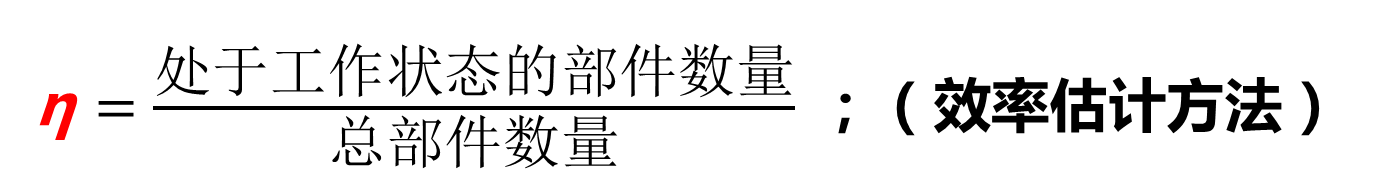 η = 处于工作状态的部件数量 / 总部件数量 ；（效率估计方法）